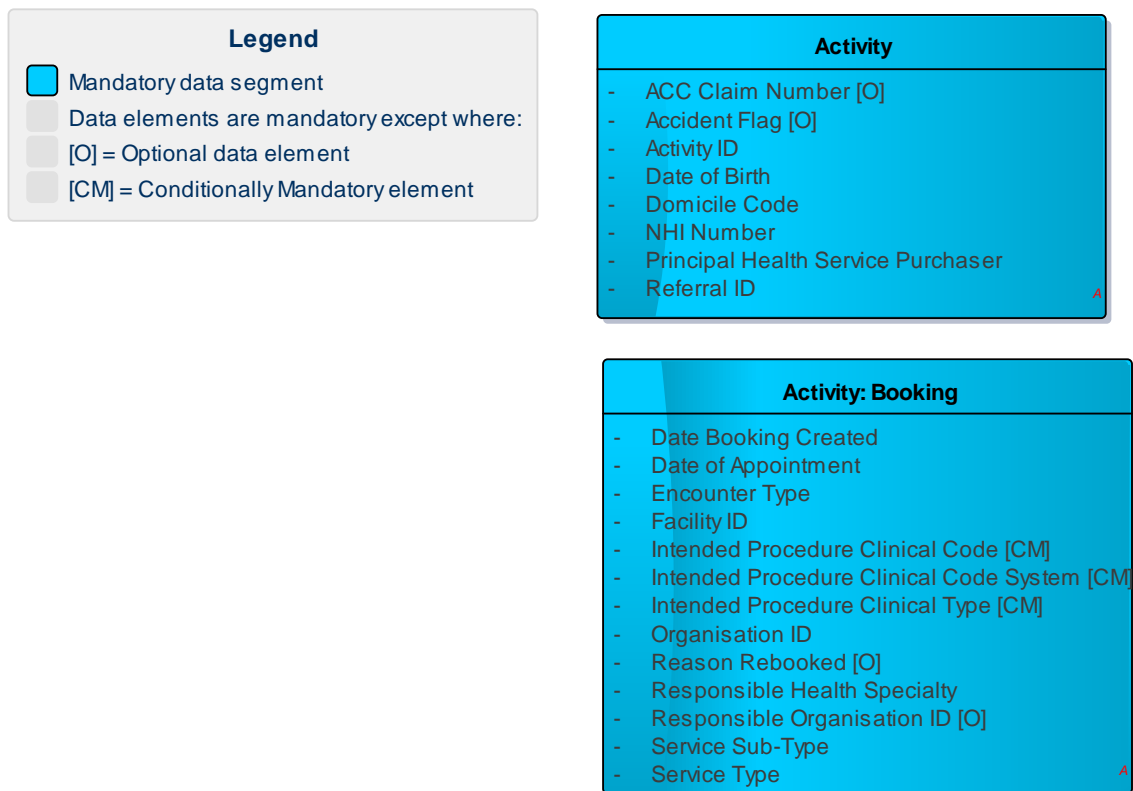 Legend
Mandatory data segment
Data elements are mandatory except where:
[O] = Optional data element
[CM] = Conditionally Mandatory element
Activity
- ACC Claim Number [O]
- Accident Flag [O]
- Activity ID
- Date of Birth
- Domicile Code
- NHI Number
- Principal Health Service Purchaser
- Referral ID
A
Activity: Booking
- Date Booking Created
- Date of Appointment
- Encounter Type
- Facility ID
- Intended Procedure Clinical Code [CM]
- Intended Procedure Clinical Code System [CM]
- Intended Procedure Clinical Type [CM]
- Organisation ID
- Reason Rebooked [O]
- Responsible Health Specialty
- Responsible Organisation ID [O]
- Service Sub-Type
- Service Type
A